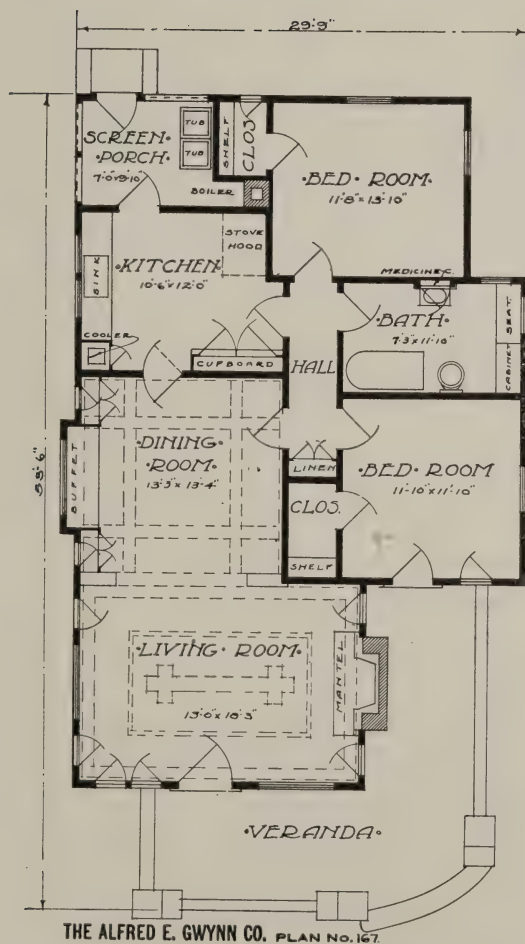 29'-9"
SCREEN
PORCH
7'-0"x9'-10"
TUB
TUB
BOILER
SHELF
CLOS.
BED ROOM
11'-8"x13'-10"
STOVE
HOOD
KITCHEN
10'-6"x12'-0"
SINK
COOLER
CUPBOARD
HALL
MEDICINE C.
BATH
7'-3"x11'-10"
SEAT
CABINET
DINING
ROOM
13'-3"x13'-4"
BUFFET
LINEN
BED ROOM
11'-10"x11'-10"
CLOS.
SHELF
LIVING ROOM
13'-0"x18'-3"
MANTEL
VERANDA
THE ALFRED E. GWYNN CO. PLAN No. 167